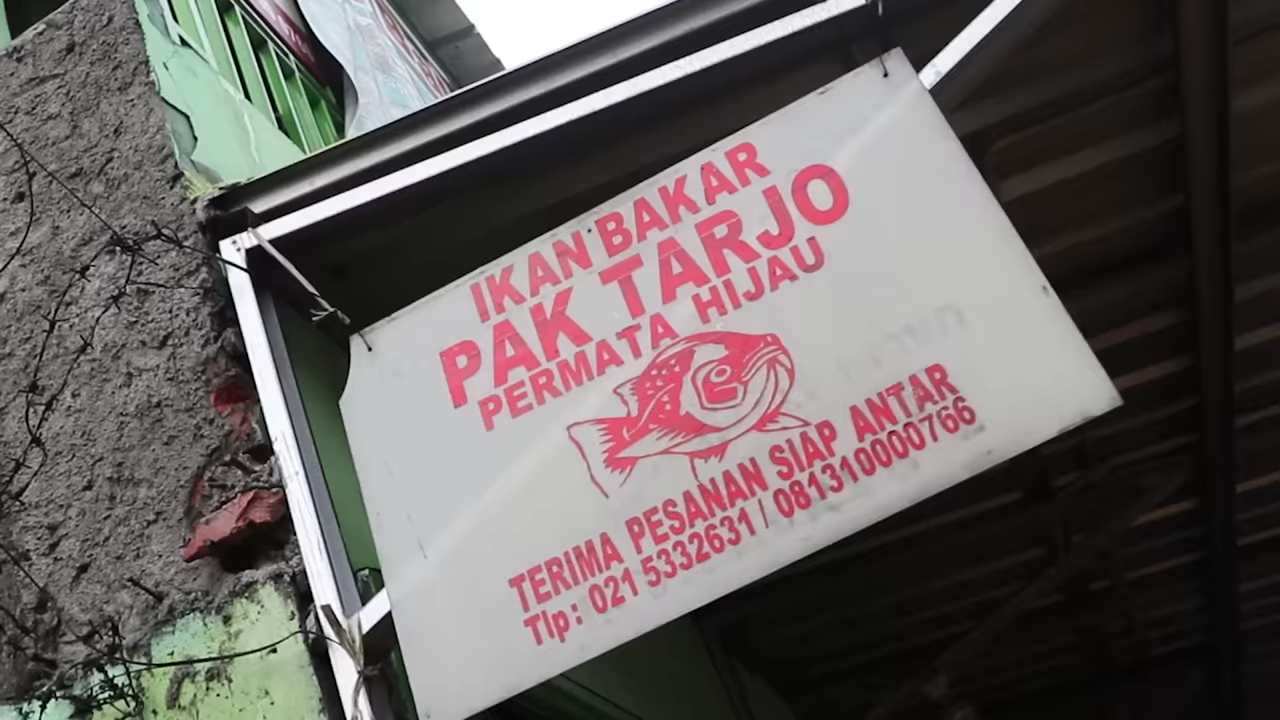 IKAN BAKAR
PAK TARJO
PERMATA HIJAU
TERIMA PESANAN SIAP ANTAR
Tlp: 021 5332631 / 081310000766